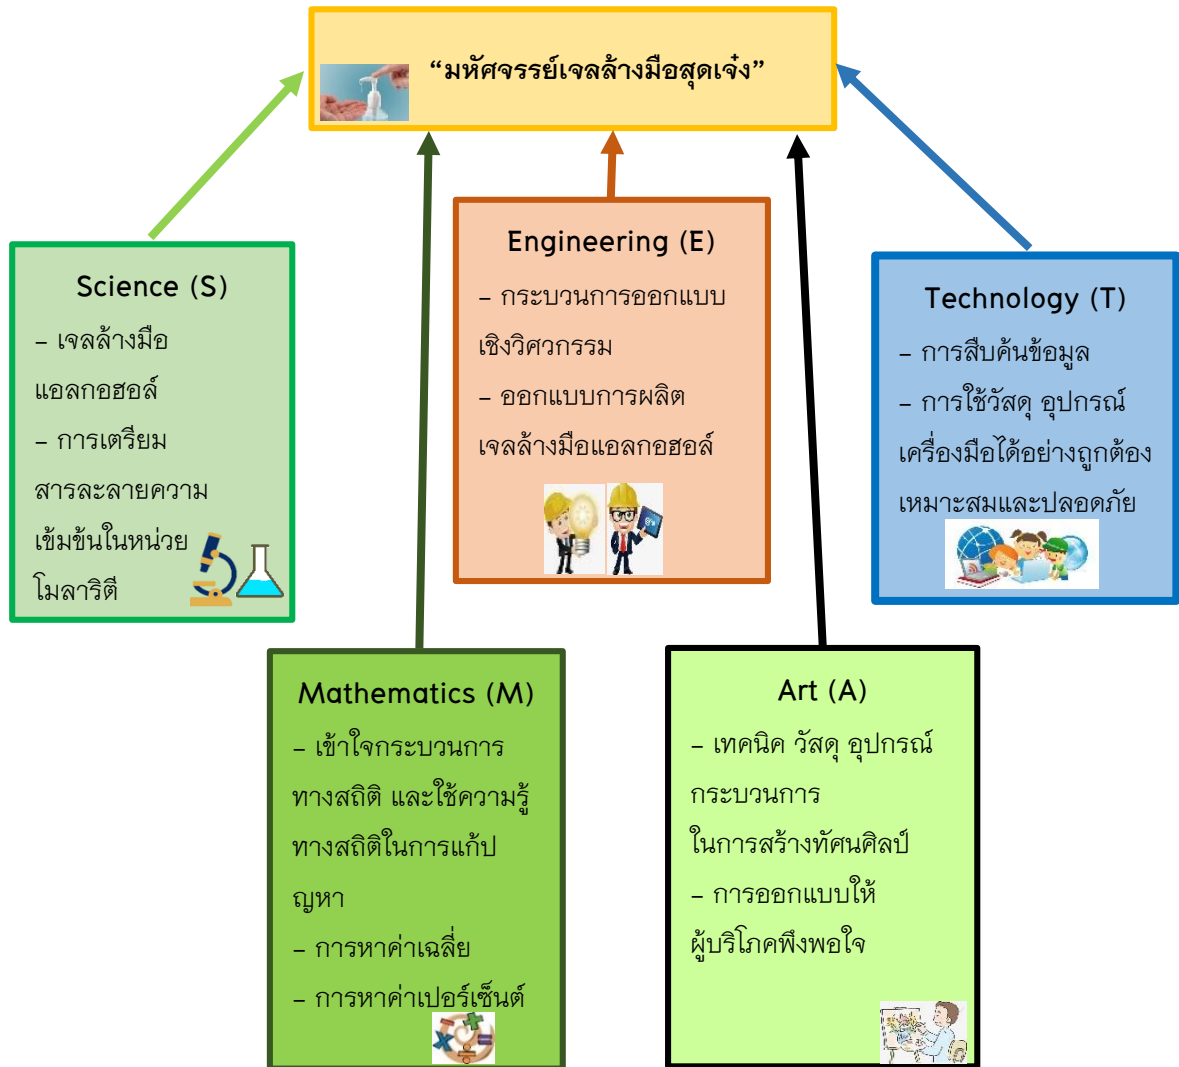 “มหัศจรรย์เจลล้างมือสุดเจ๋ง”
Science (S)
– เจลล้างมือ
แอลกอฮอล์
– การเตรียม
สารละลายความ
เข้มข้นในหน่วย
โมลาริตี
Engineering (E)
– กระบวนการออกแบบ
เชิงวิศวกรรม
– ออกแบบการผลิต
เจลล้างมือแอลกอฮอล์
Technology (T)
– การสืบค้นข้อมูล
– การใช้วัสดุ อุปกรณ์
เครื่องมือได้อย่างถูกต้อง
เหมาะสมและปลอดภัย
Mathematics (M)
– เข้าใจกระบวนการ
ทางสถิติ และใช้ความรู้
ทางสถิติในการแก้ป
ญหา
– การหาค่าเฉลี่ย
– การหาค่าเปอร์เซ็นต์
Art (A)
– เทคนิค วัสดุ อุปกรณ์
กระบวนการ
ในการสร้างทัศนศิลป์
– การออกแบบให้
ผู้บริโภคพึงพอใจ